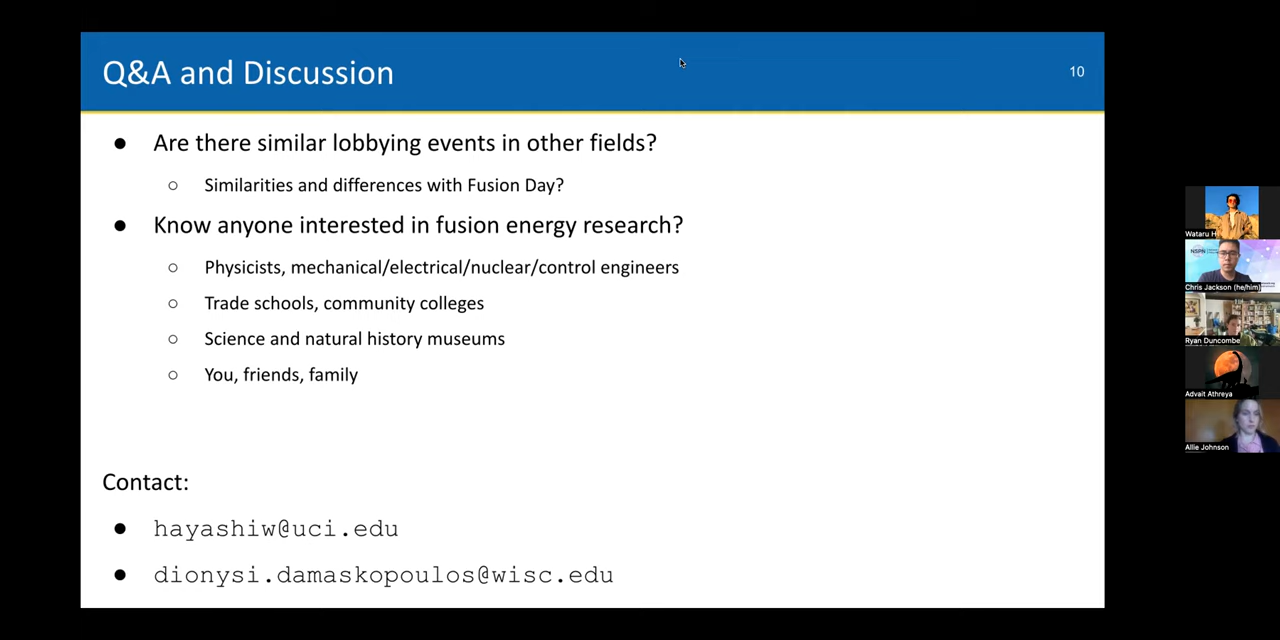 Q&A and Discussion
10
● Are there similar lobbying events in other fields?
○ Similarities and differences with Fusion Day?
● Know anyone interested in fusion energy research?
○ Physicists, mechanical/electrical/nuclear/control engineers
○ Trade schools, community colleges
○ Science and natural history museums
○ You, friends, family
Contact:
● hayashiw@uci.edu
● dionysi.damaskopoulos@wisc.edu
Wataru H
NSPN
Chris Jackson (he/him)
Ryan Duncombe
Advait Athreya
Allie Johnson